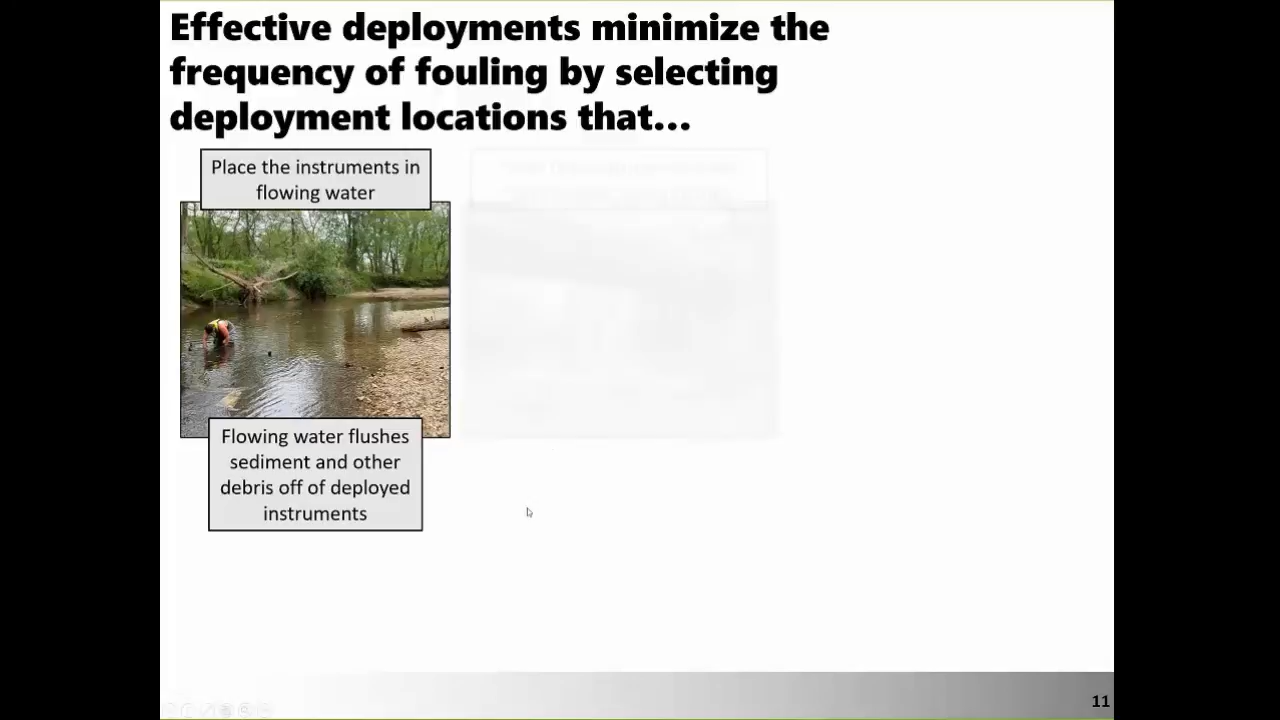 Effective deployments minimize the
frequency of fouling by selecting
deployment locations that...
Place the instruments in
flowing water
Flowing water flushes
sediment and other
debris off of deployed
instruments
11